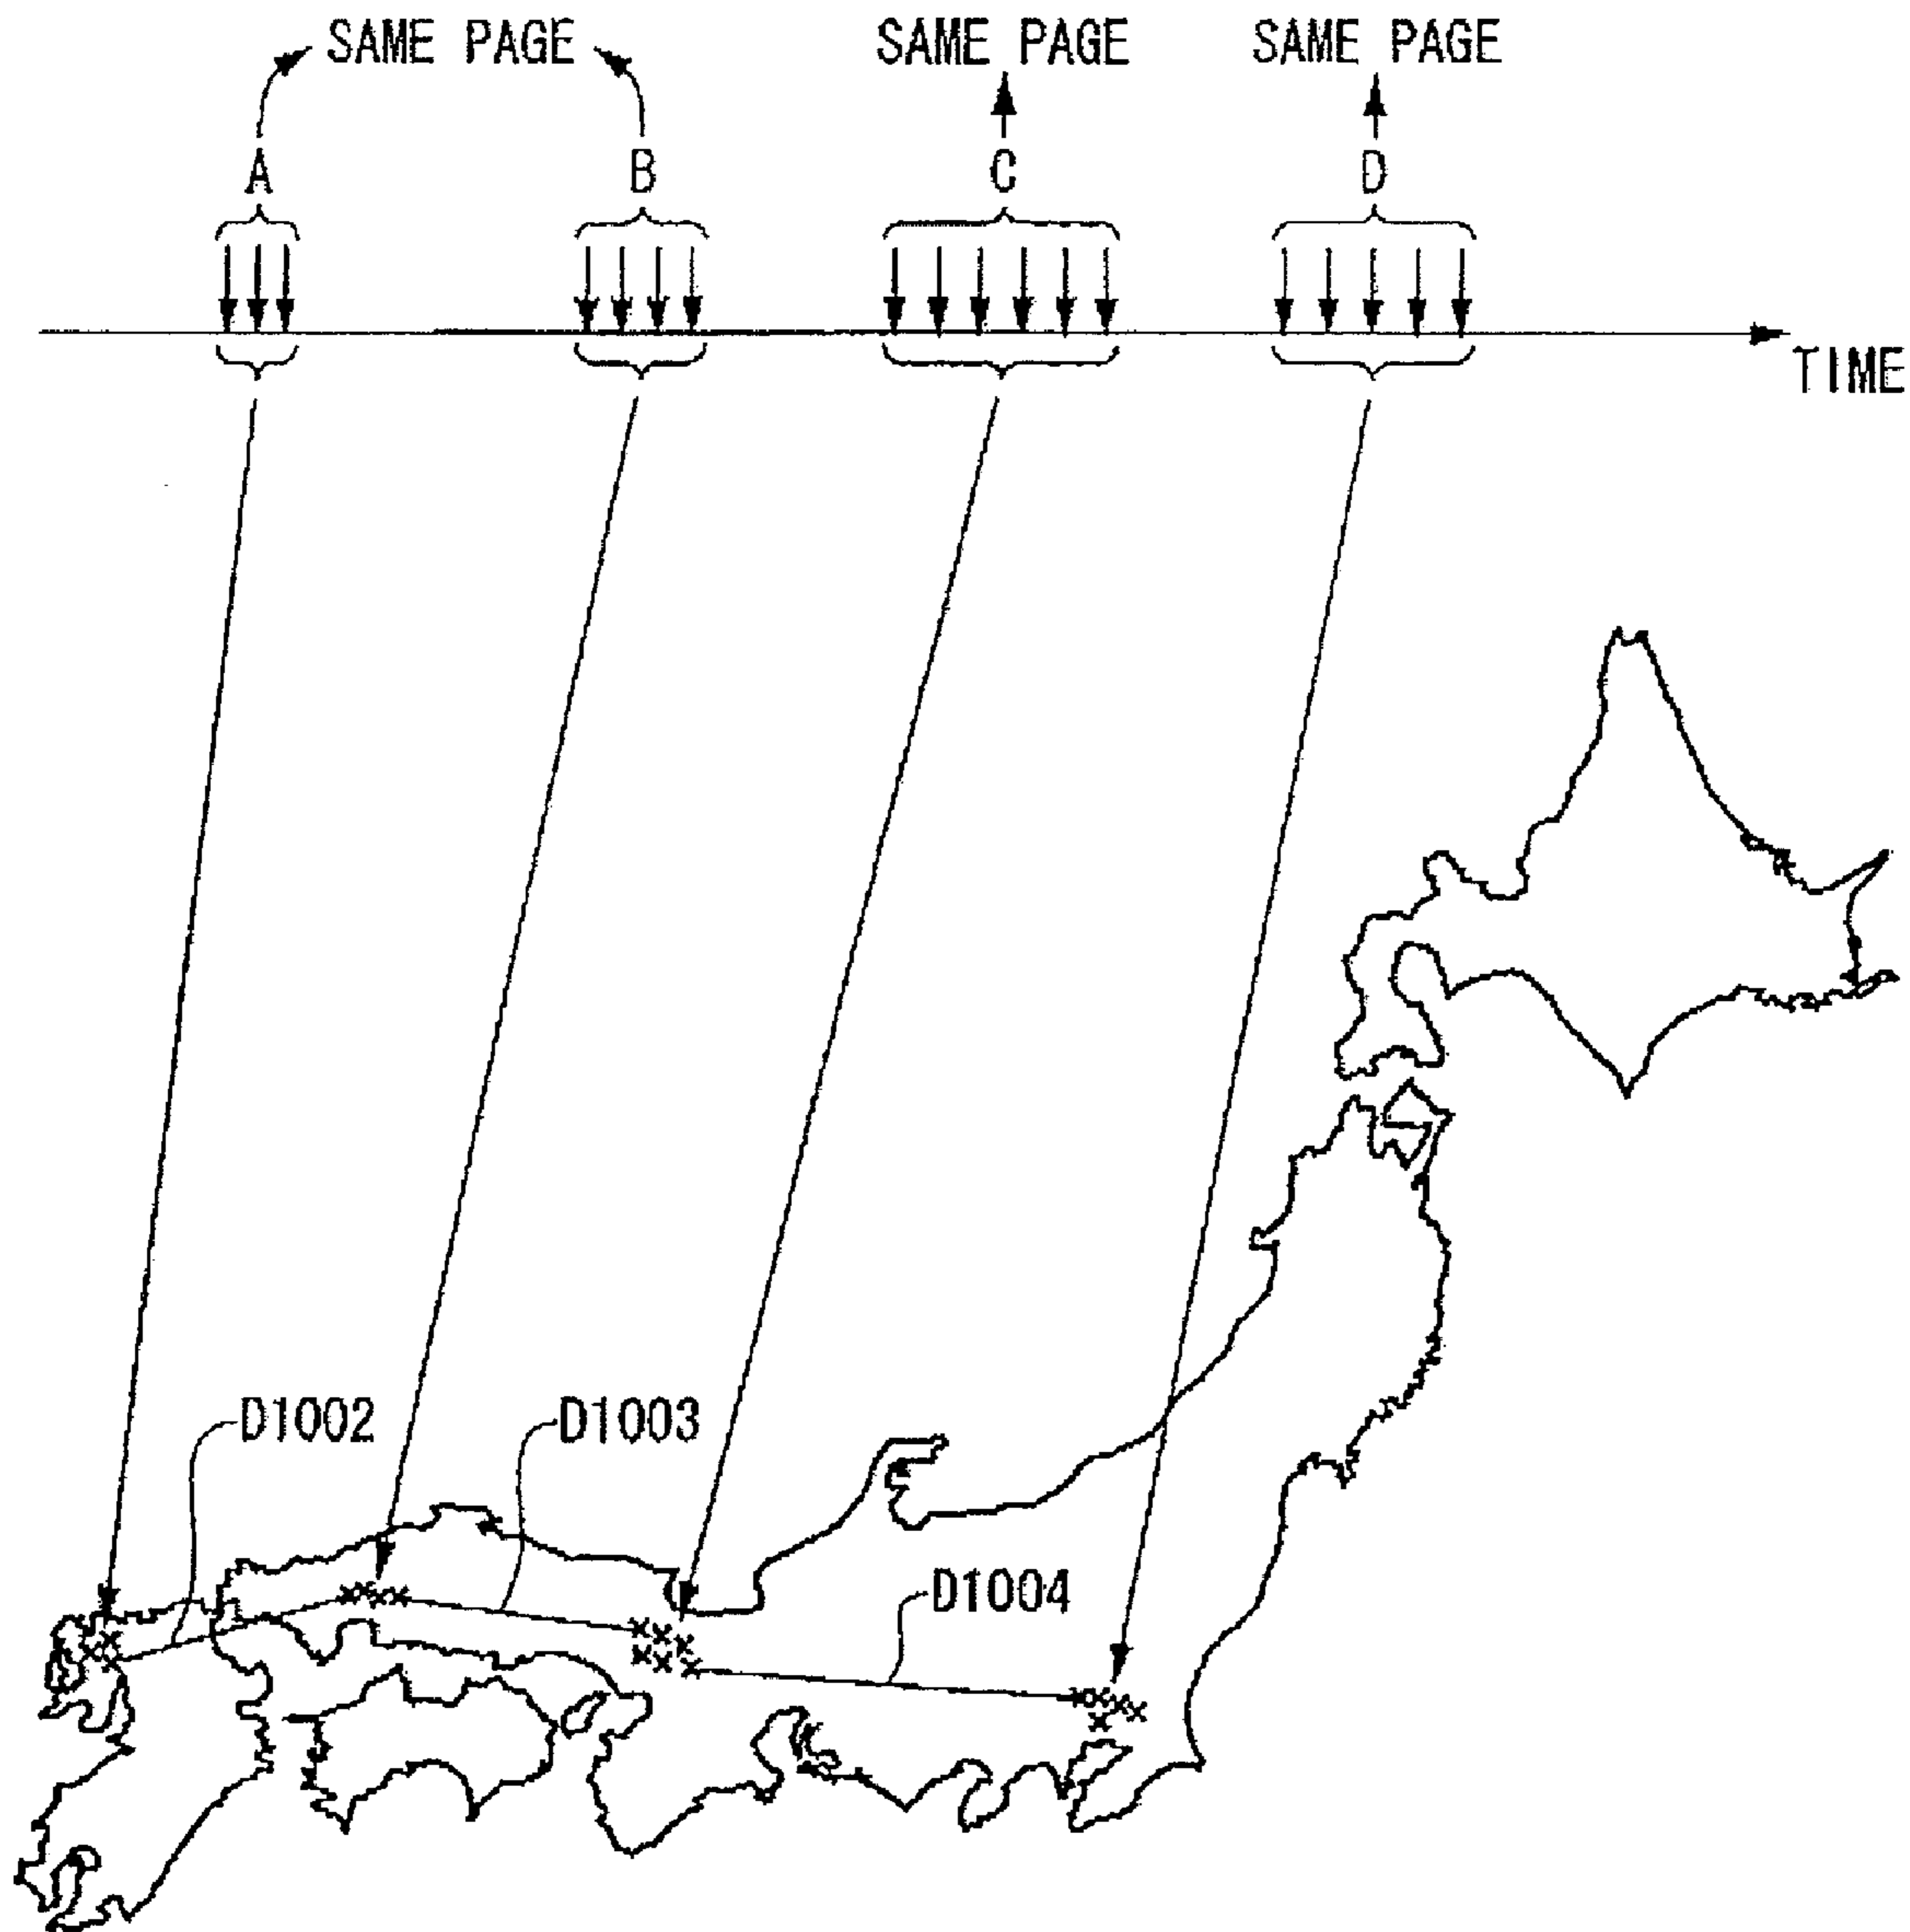 SAME PAGE SAME PAGE SAME PAGE
A B C D
TIME
D1002 D1003
D1004